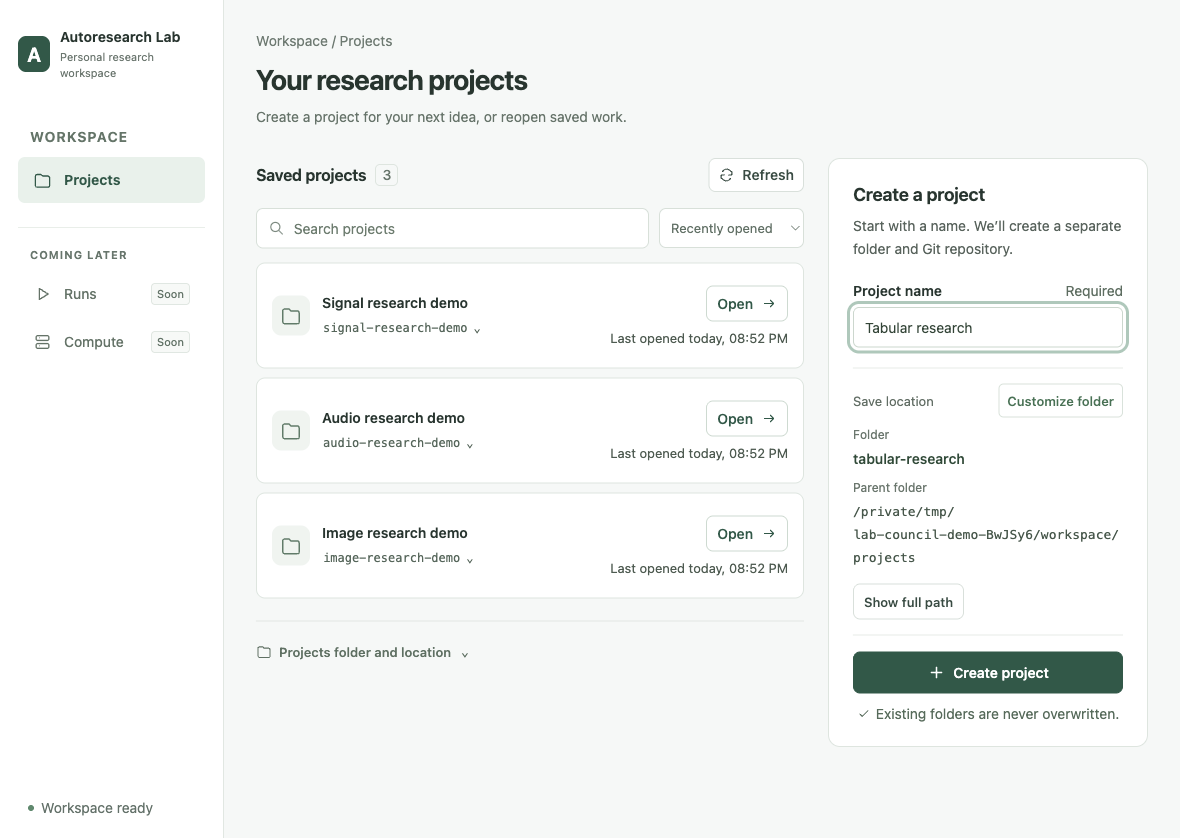 A
Autoresearch Lab
Personal research
workspace
WORKSPACE
Projects
COMING LATER
Runs
Soon
Compute
Soon
Workspace ready
Workspace / Projects
Your research projects
Create a project for your next idea, or reopen saved work.
Saved projects 3
Refresh
Search projects
Recently opened
Signal research demo
signal-research-demo
Open
Last opened today, 08:52 PM
Audio research demo
audio-research-demo
Open
Last opened today, 08:52 PM
Image research demo
image-research-demo
Open
Last opened today, 08:52 PM
Projects folder and location
Create a project
Start with a name. We’ll create a separate
folder and Git repository.
Project name Required
Tabular research
Save location
Customize folder
Folder
tabular-research
Parent folder
/private/tmp/
lab-council-demo-BwJSy6/workspace/
projects
Show full path
Create project
Existing folders are never overwritten.